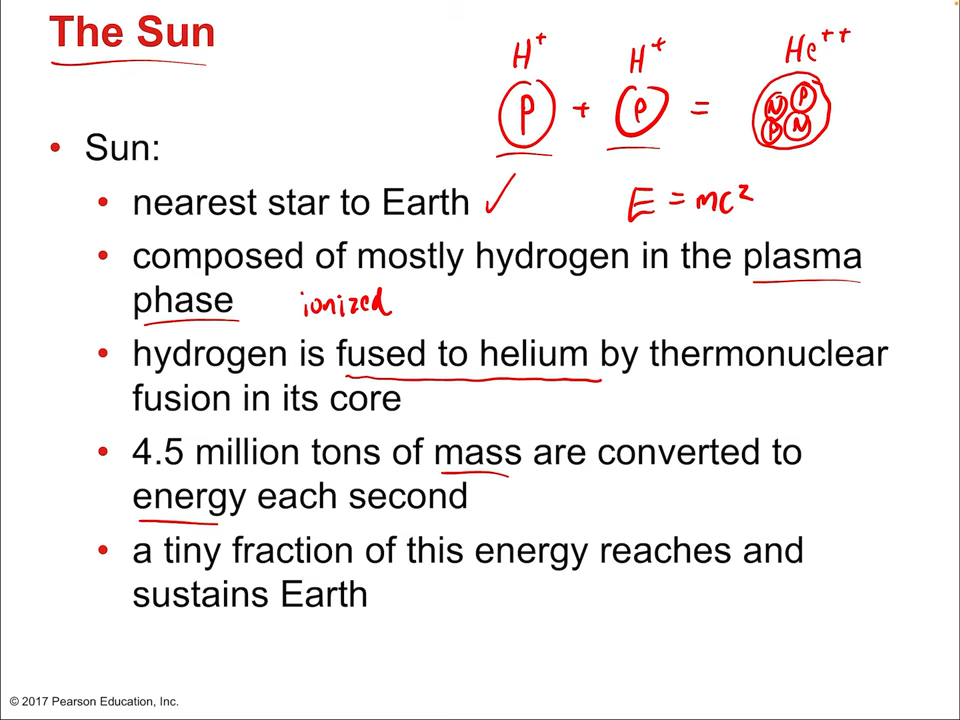 The Sun
H+ H+ He++
P + P = N P P N
• Sun:
• nearest star to Earth ✓ E = mc²
• composed of mostly hydrogen in the plasma
phase ionized
• hydrogen is fused to helium by thermonuclear
fusion in its core
• 4.5 million tons of mass are converted to
energy each second
• a tiny fraction of this energy reaches and
sustains Earth
© 2017 Pearson Education, Inc.